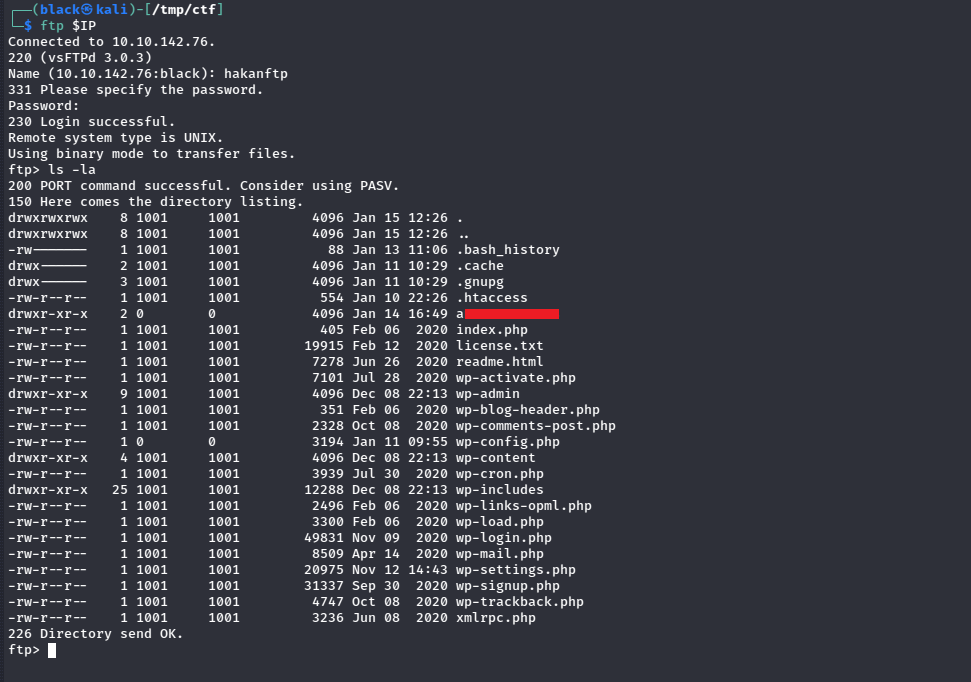 ┌──(black㉿kali)-[/tmp/ctf]
└─$ ftp $IP
Connected to 10.10.142.76.
220 (vsFTPd 3.0.3)
Name (10.10.142.76:black): hakanftp
331 Please specify the password.
Password:
230 Login successful.
Remote system type is UNIX.
Using binary mode to transfer files.
ftp> ls -la
200 PORT command successful. Consider using PASV.
150 Here comes the directory listing.
drwxrwxrwx    8 1001     1001         4096 Jan 15 12:26 .
drwxrwxrwx    8 1001     1001         4096 Jan 15 12:26 ..
-rw-------    1 1001     1001           88 Jan 13 11:06 .bash_history
drwx------    2 1001     1001         4096 Jan 11 10:29 .cache
drwx------    3 1001     1001         4096 Jan 11 10:29 .gnupg
-rw-r--r--    1 1001     1001          554 Jan 10 22:26 .htaccess
drwxr-xr-x    2 0        0            4096 Jan 14 16:49 a
-rw-r--r--    1 1001     1001          405 Feb 06  2020 index.php
-rw-r--r--    1 1001     1001        19915 Feb 12  2020 license.txt
-rw-r--r--    1 1001     1001         7278 Jun 26  2020 readme.html
-rw-r--r--    1 1001     1001         7101 Jul 28  2020 wp-activate.php
drwxr-xr-x    9 1001     1001         4096 Dec 08 22:13 wp-admin
-rw-r--r--    1 1001     1001          351 Feb 06  2020 wp-blog-header.php
-rw-r--r--    1 1001     1001         2328 Oct 08  2020 wp-comments-post.php
-rw-r--r--    1 0        0            3194 Jan 11 09:55 wp-config.php
drwxr-xr-x    4 1001     1001         4096 Dec 08 22:13 wp-content
-rw-r--r--    1 1001     1001         3939 Jul 30  2020 wp-cron.php
drwxr-xr-x   25 1001     1001        12288 Dec 08 22:13 wp-includes
-rw-r--r--    1 1001     1001         2496 Feb 06  2020 wp-links-opml.php
-rw-r--r--    1 1001     1001         3300 Feb 06  2020 wp-load.php
-rw-r--r--    1 1001     1001        49831 Nov 09  2020 wp-login.php
-rw-r--r--    1 1001     1001         8509 Apr 14  2020 wp-mail.php
-rw-r--r--    1 1001     1001        20975 Nov 12 14:43 wp-settings.php
-rw-r--r--    1 1001     1001        31337 Sep 30  2020 wp-signup.php
-rw-r--r--    1 1001     1001         4747 Oct 08  2020 wp-trackback.php
-rw-r--r--    1 1001     1001         3236 Jun 08  2020 xmlrpc.php
226 Directory send OK.
ftp>